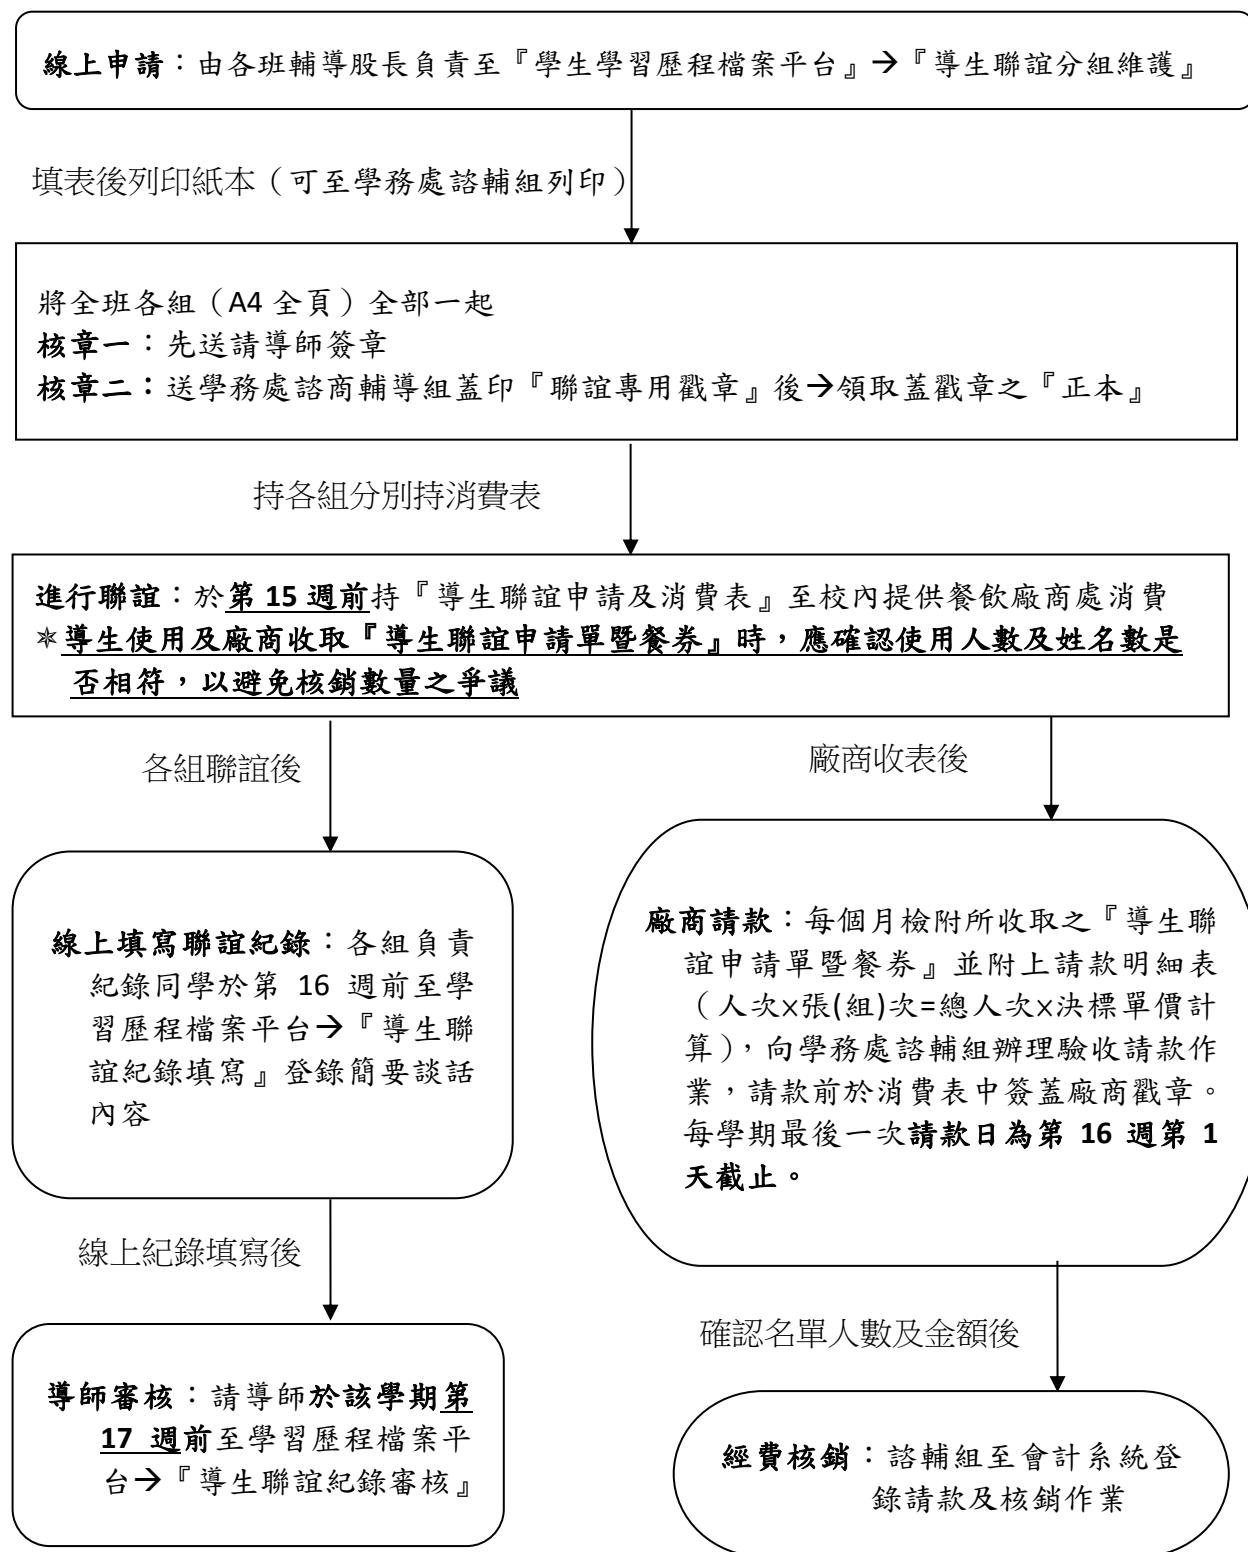 線上申請：由各班輔導股長負責至『學生學習歷程檔案平台』→『導生聯誼分組維護』
填表後列印紙本（可至學務處諮輔組列印）
將全班各組（A4 全頁）全部一起
核章一：先送請導師簽章
核章二：送學務處諮商輔導組蓋印『聯誼專用戳章』後→領取蓋戳章之『正本』
持各組分別持消費表
進行聯誼：於第 15 週前持『導生聯誼申請及消費表』至校內提供餐飲廠商處消費
＊導生使用及廠商收取『導生聯誼申請單暨餐券』時，應確認使用人數及姓名數是
否相符，以避免核銷數量之爭議
各組聯誼後
線上填寫聯誼紀錄：各組負責
紀錄同學於第 16 週前至學
習歷程檔案平台→『導生聯
誼紀錄填寫』登錄簡要談話
內容
線上紀錄填寫後
導師審核：請導師於該學期第
17 週前至學習歷程檔案平
台→『導生聯誼紀錄審核』
廠商收表後
廠商請款：每個月檢附所收取之『導生聯
誼申請單暨餐券』並附上請款明細表
（人次x張(組)次=總人次x決標單價計
算），向學務處諮輔組辦理驗收請款作
業，請款前於消費表中簽蓋廠商戳章。
每學期最後一次請款日為第 16 週第 1
天截止。
確認名單人數及金額後
經費核銷：諮輔組至會計系統登
錄請款及核銷作業